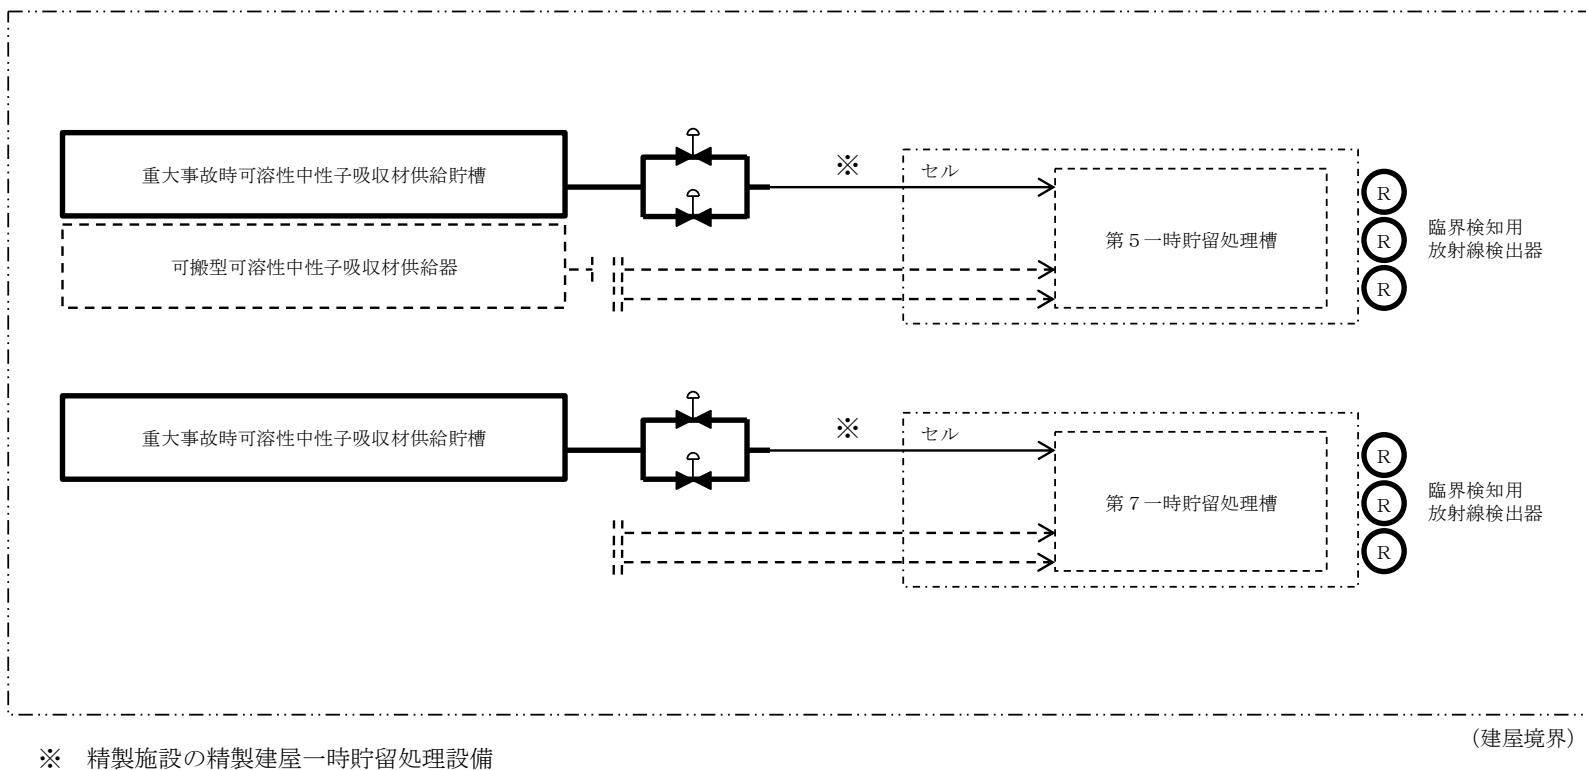 重大事故時可溶性中性子吸収材供給貯槽
※
セル
第５一時貯留処理槽
R
R
R
臨界検知用
放射線検出器
可搬型可溶性中性子吸収材供給器
重大事故時可溶性中性子吸収材供給貯槽
※
セル
第７一時貯留処理槽
R
R
R
臨界検知用
放射線検出器
（建屋境界）
※　精製施設の精製建屋一時貯留処理設備